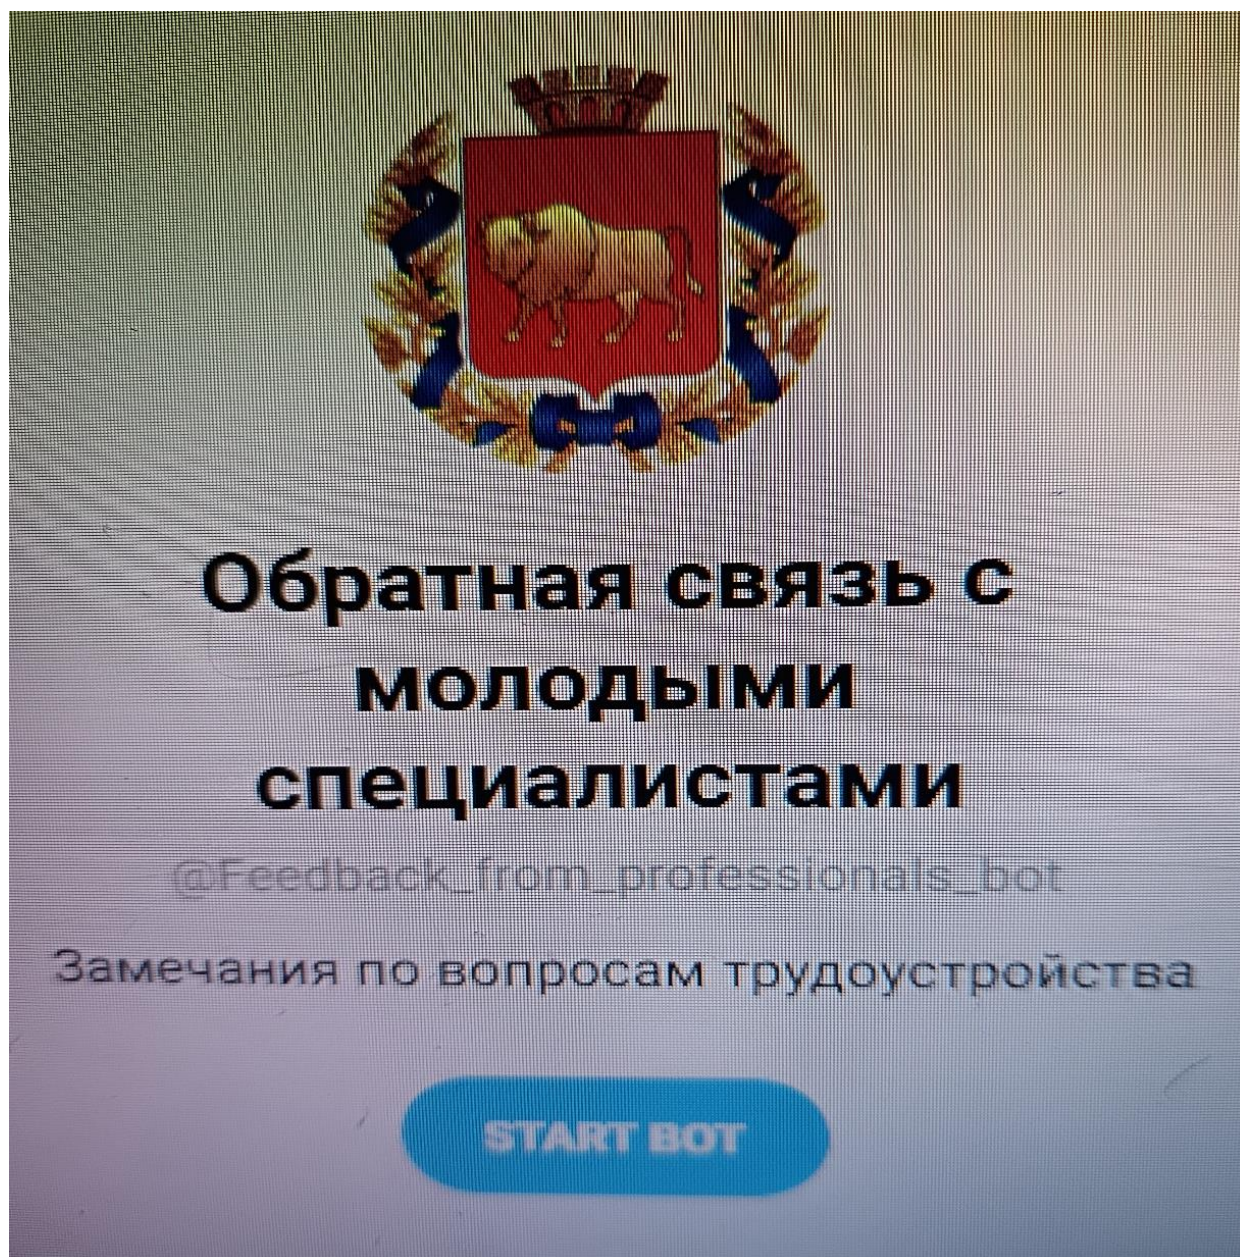 Обратная связь с
молодыми
специалистами
@Feedback_from_professionals_bot
Замечания по вопросам трудоустройства
START BOT